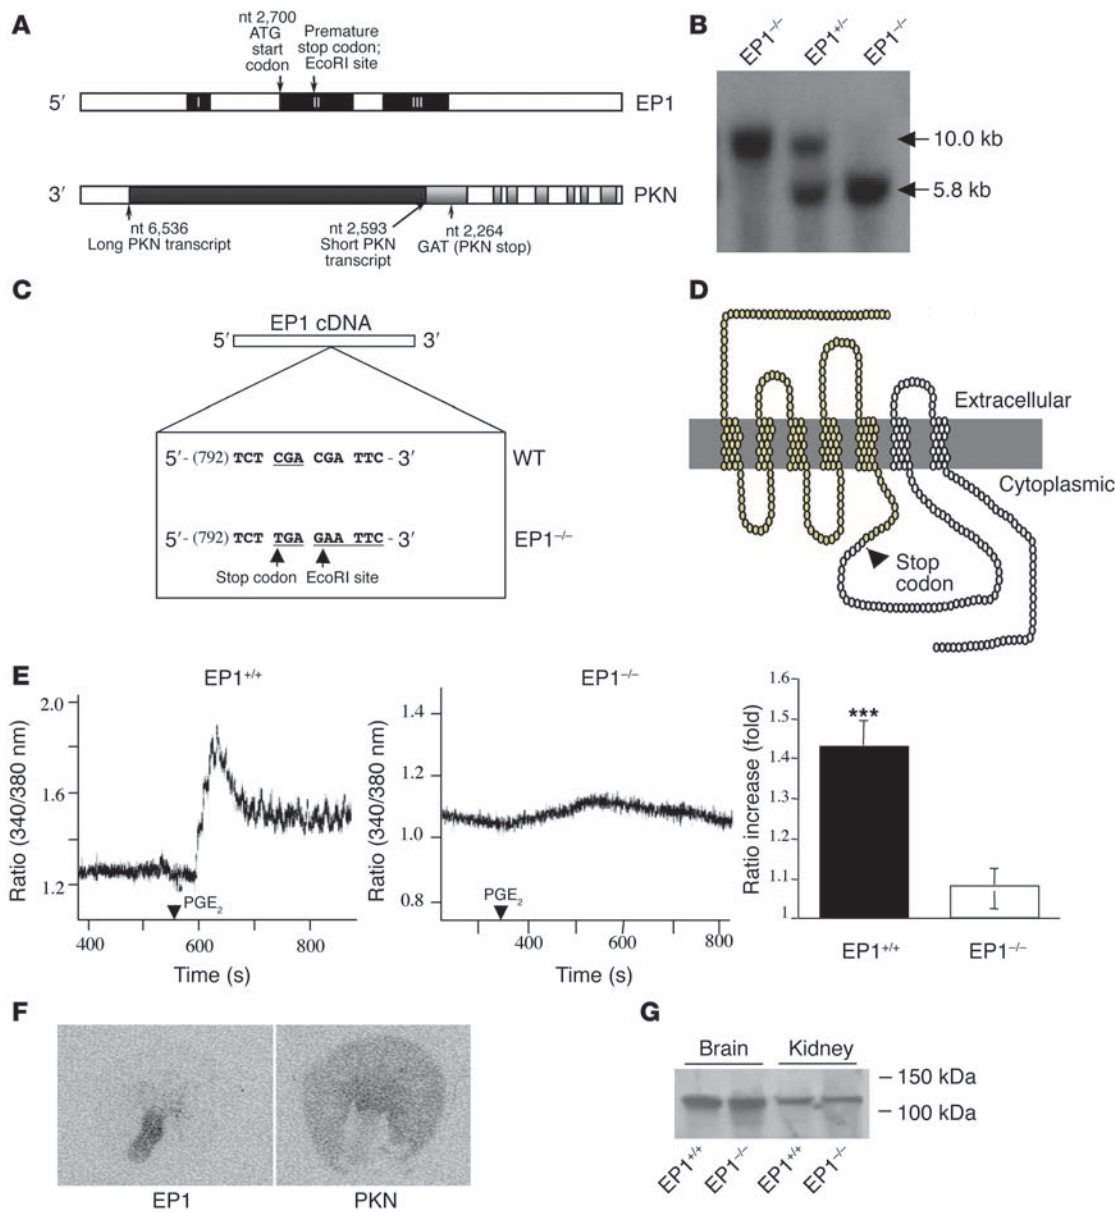 A
nt 2,700
ATG
start
codon
Premature
stop codon;
EcoRI site
5′
I
II
III
EP1
3′
PKN
nt 6,536
Long PKN transcript
nt 2,593
Short PKN
transcript
nt 2,264
GAT (PKN stop)
B
EP1–/–
EP1+/–
EP1–/–
10.0 kb
5.8 kb
C
EP1 cDNA
5′
3′
5′- (792) TCT CGA CGA TTC - 3′
WT
5′- (792) TCT TGA GAA TTC - 3′
EP1–/–
Stop codon
EcoRI site
D
Extracellular
Cytoplasmic
Stop
codon
E
EP1+/+
Ratio (340/380 nm)
2.0
1.6
1.2
PGE2
400 600 800
Time (s)
EP1–/–
Ratio (340/380 nm)
1.4
1.2
1.0
0.8
PGE2
400 600 800
Time (s)
Ratio increase (fold)
1.6
1.5
1.4
1.2
1.1
1
***
EP1+/+
EP1–/–
F
EP1
PKN
G
Brain Kidney
– 150 kDa
– 100 kDa
EP1+/+
EP1–/–
EP1+/+
EP1–/–